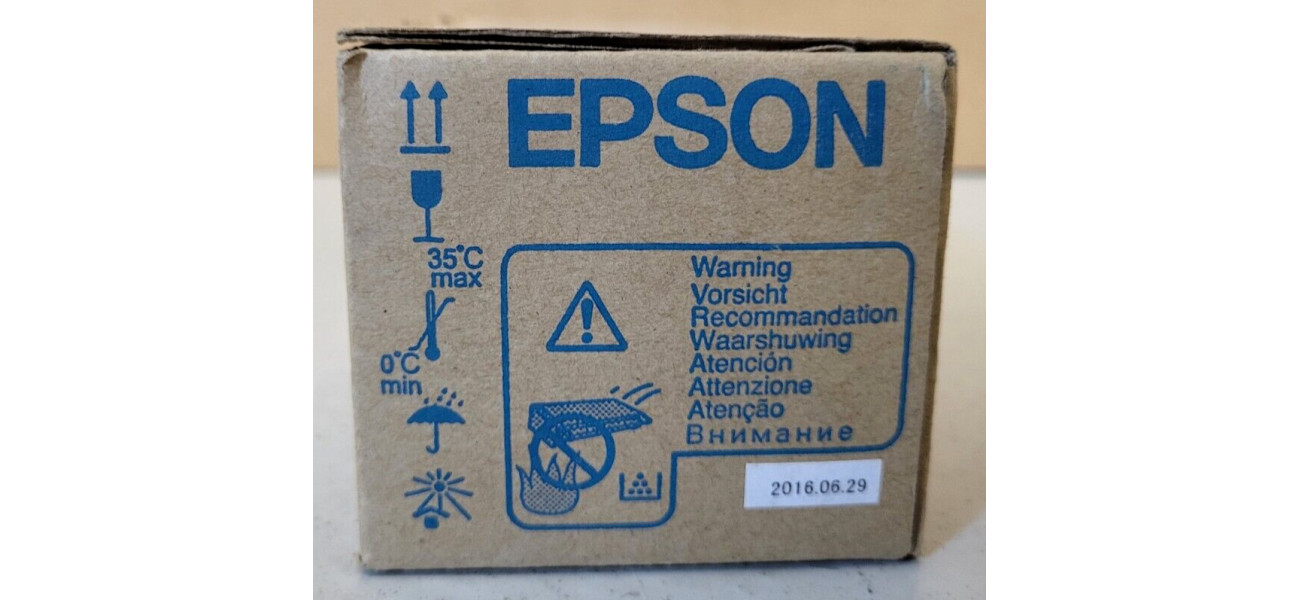 EPSON
35°C
max
0°C
min
Warning
Vorsicht
Recommandation
Waarshuwing
Atención
Attenzione
Atenção
Внимание
2016.06.29